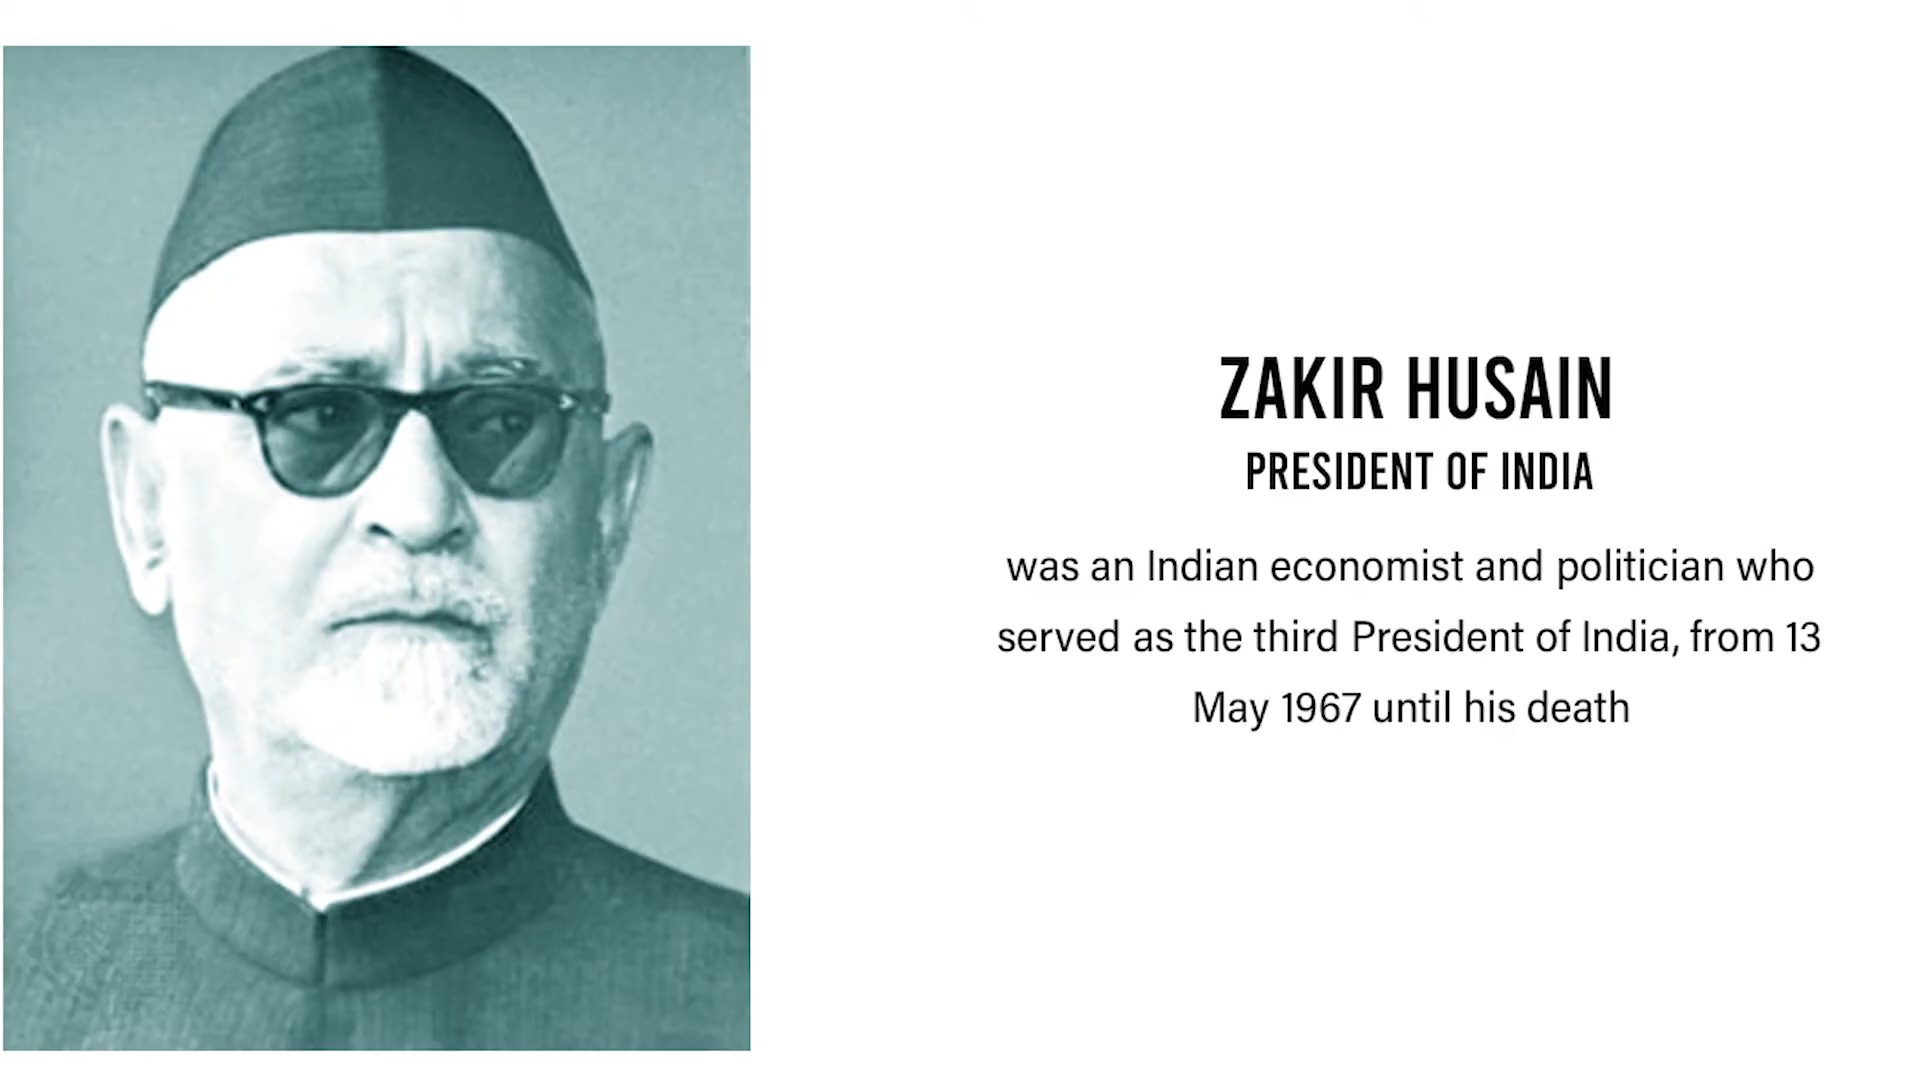 ZAKIR HUSAIN
PRESIDENT OF INDIA
was an Indian economist and politician who
served as the third President of India, from 13
May 1967 until his death